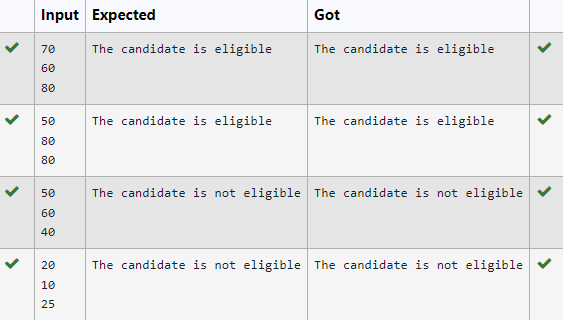 Input Expected Got
70 The candidate is eligible The candidate is eligible
60
80
50 The candidate is eligible The candidate is eligible
80
80
50 The candidate is not eligible The candidate is not eligible
60
40
20 The candidate is not eligible The candidate is not eligible
10
25